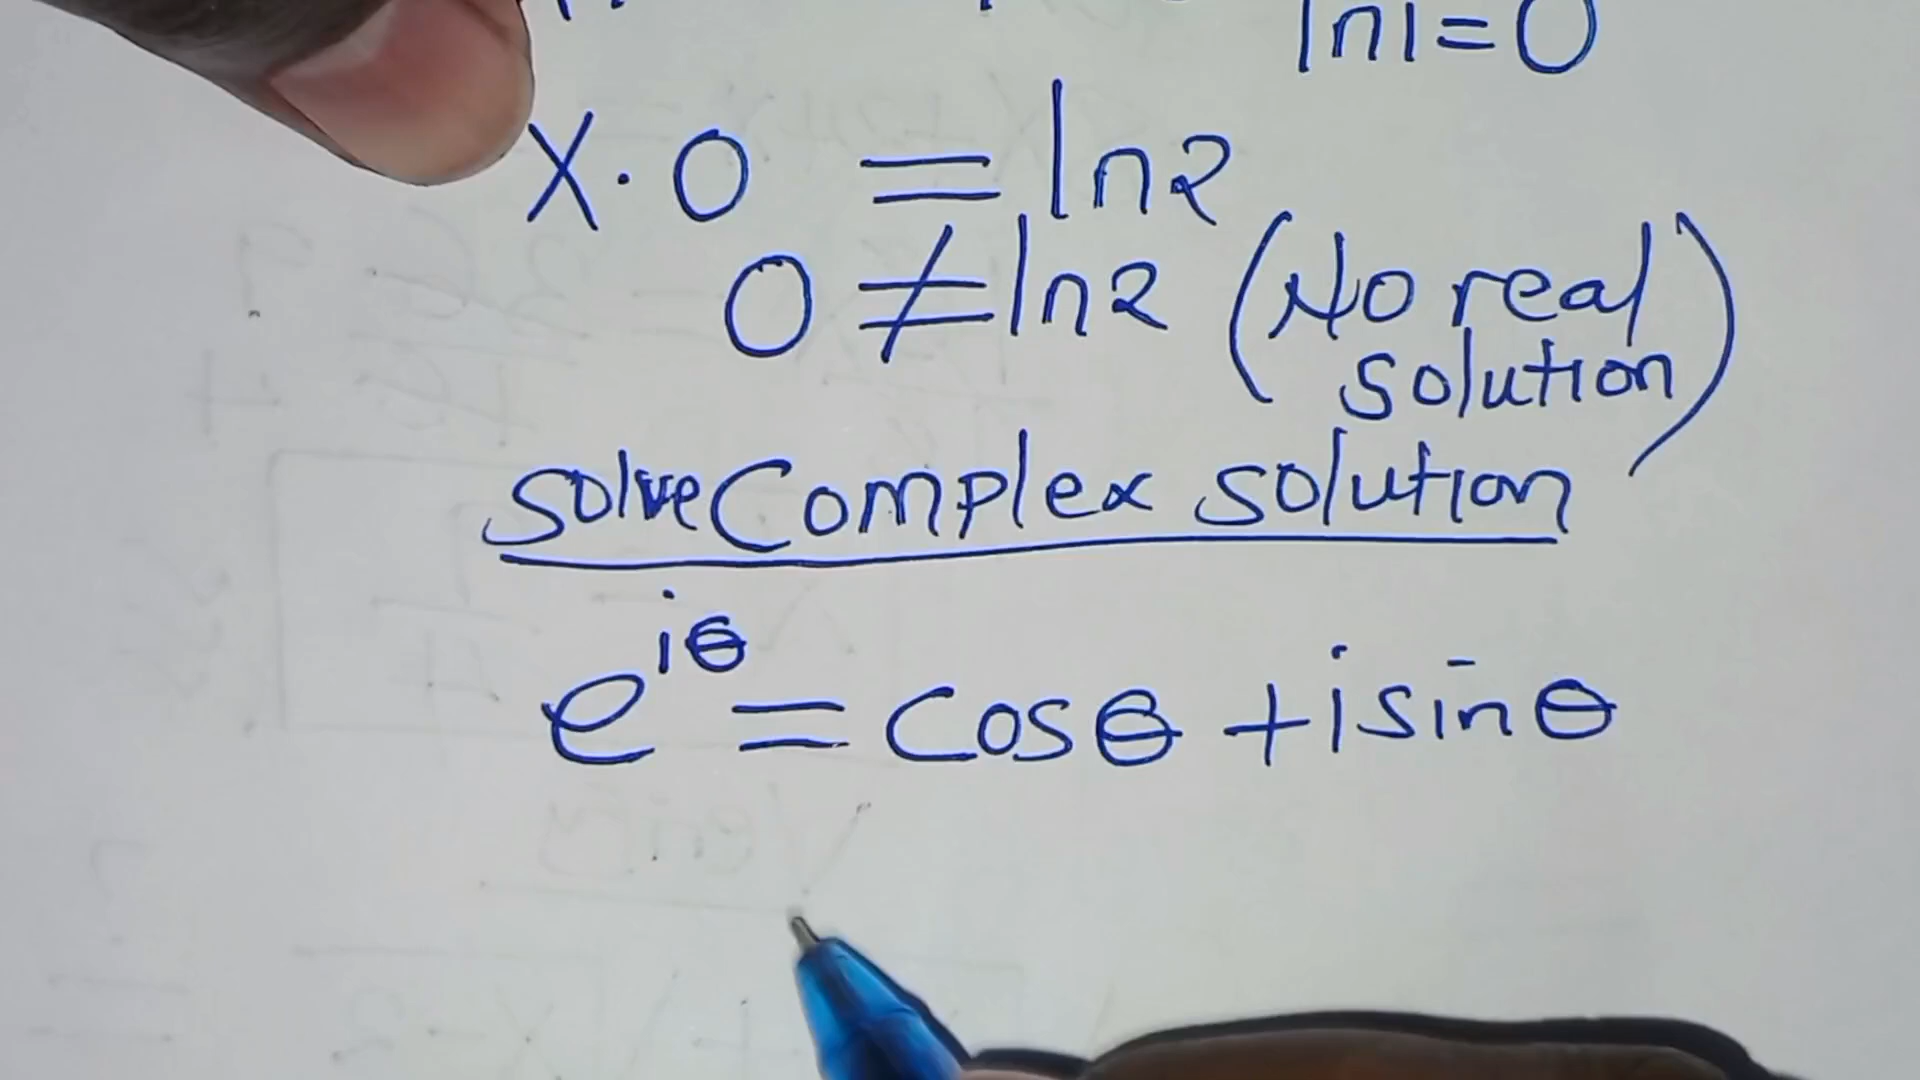 ln1=0
X·0 = ln2
0 ≠ ln2 (No real solution)
solve Complex solution
e^{iθ} = cosθ + isinθ